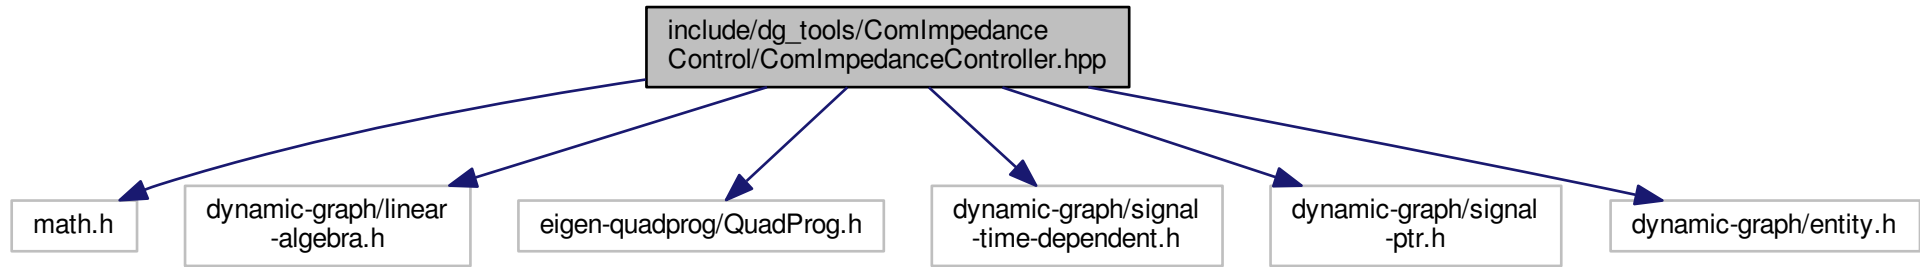 include/dg_tools/ComImpedance
Control/ComImpedanceController.hpp
math.h
dynamic-graph/linear
-algebra.h
eigen-quadprog/QuadProg.h
dynamic-graph/signal
-time-dependent.h
dynamic-graph/signal
-ptr.h
dynamic-graph/entity.h